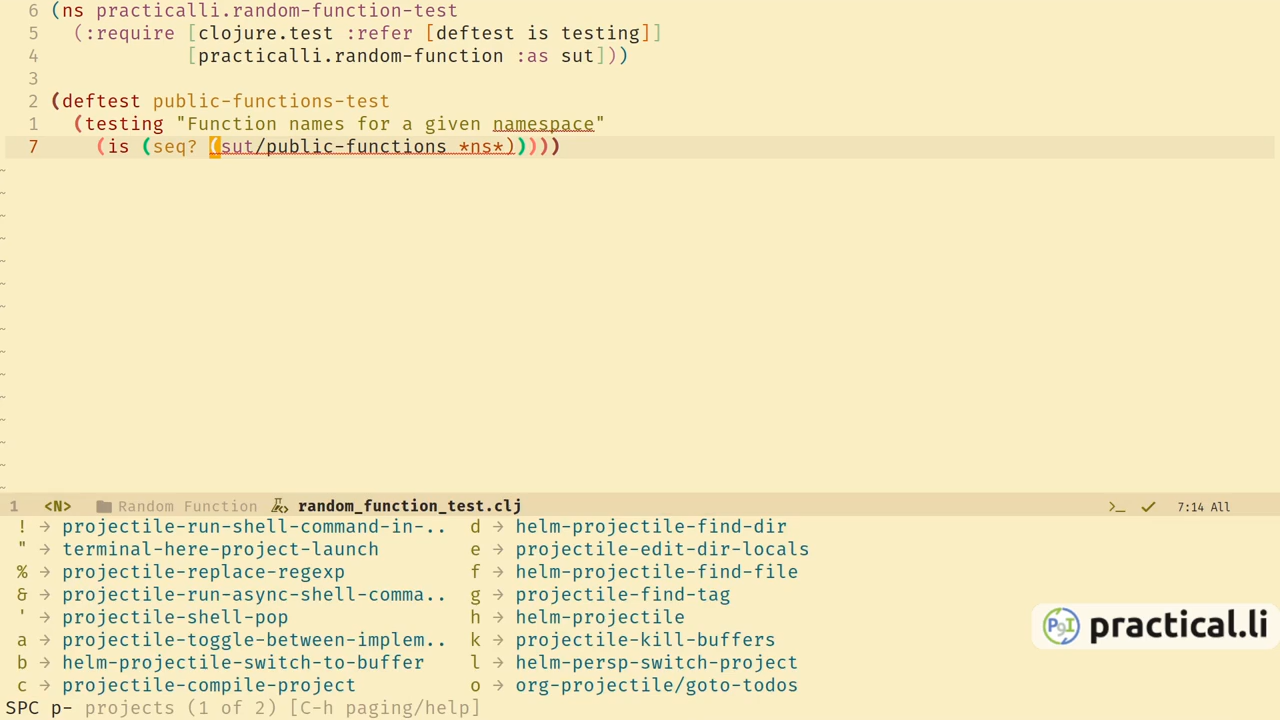 6 (ns practicalli.random-function-test
5   (:require [clojure.test :refer [deftest is testing]]
4             [practicalli.random-function :as sut]))
3
2 (deftest public-functions-test
1   (testing "Function names for a given namespace"
7     (is (seq? (sut/public-functions *ns*)))))
1 <N> Random Function random_function_test.clj >_ ✓ 7:14 All
! → projectile-run-shell-command-in-.. d → helm-projectile-find-dir
" → terminal-here-project-launch e → projectile-edit-dir-locals
% → projectile-replace-regexp f → helm-projectile-find-file
& → projectile-run-async-shell-comma.. g → projectile-find-tag
' → projectile-shell-pop h → helm-projectile
a → projectile-toggle-between-implem.. k → projectile-kill-buffers
b → helm-projectile-switch-to-buffer l → helm-persp-switch-project
c → projectile-compile-project o → org-projectile/goto-todos
SPC p- projects (1 of 2) [C-h paging/help]
practical.li